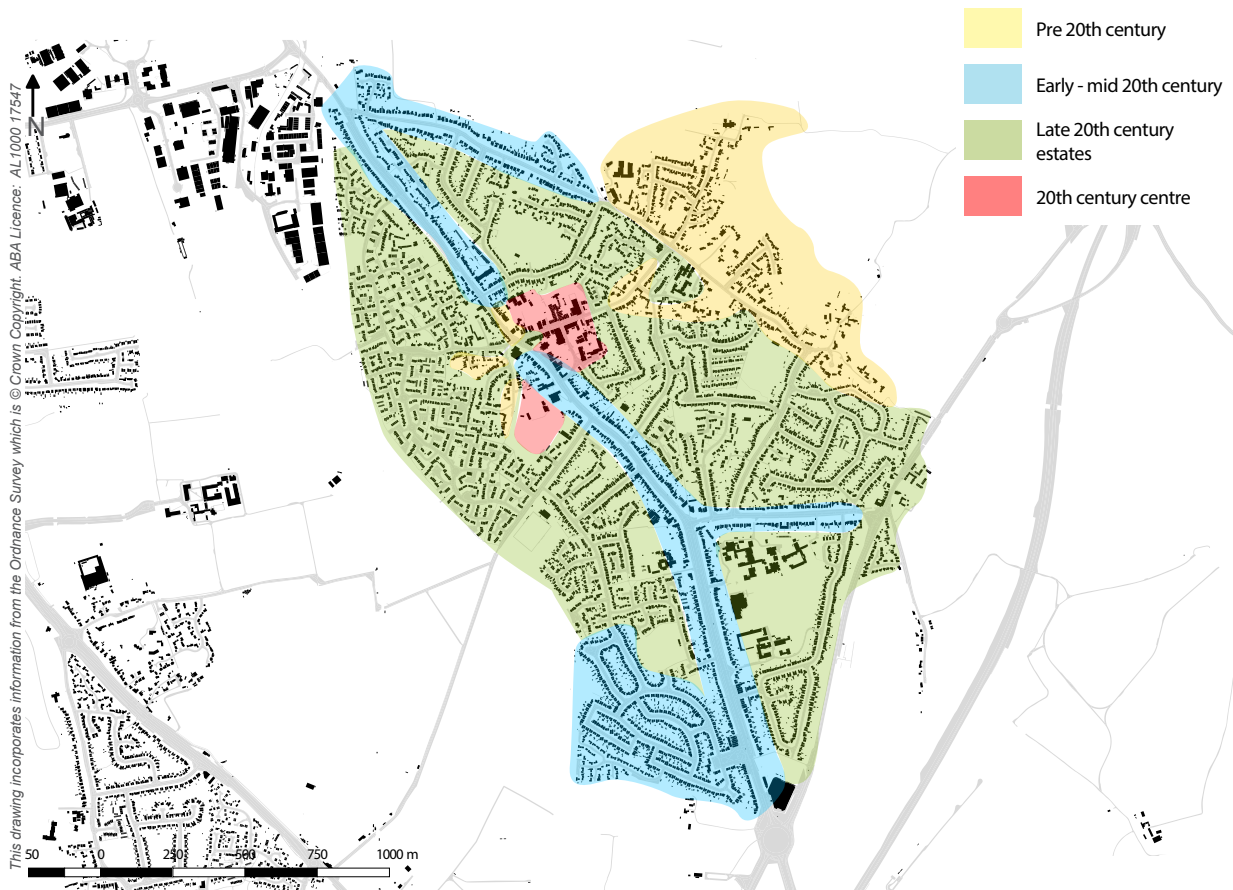 Pre 20th century
Early - mid 20th century
Late 20th century
estates
20th century centre
N
This drawing incorporates information from the Ordnance Survey which is © Crown Copyright. ABA Licence: AL1000 17547
50 0 250 500 750 1000 m